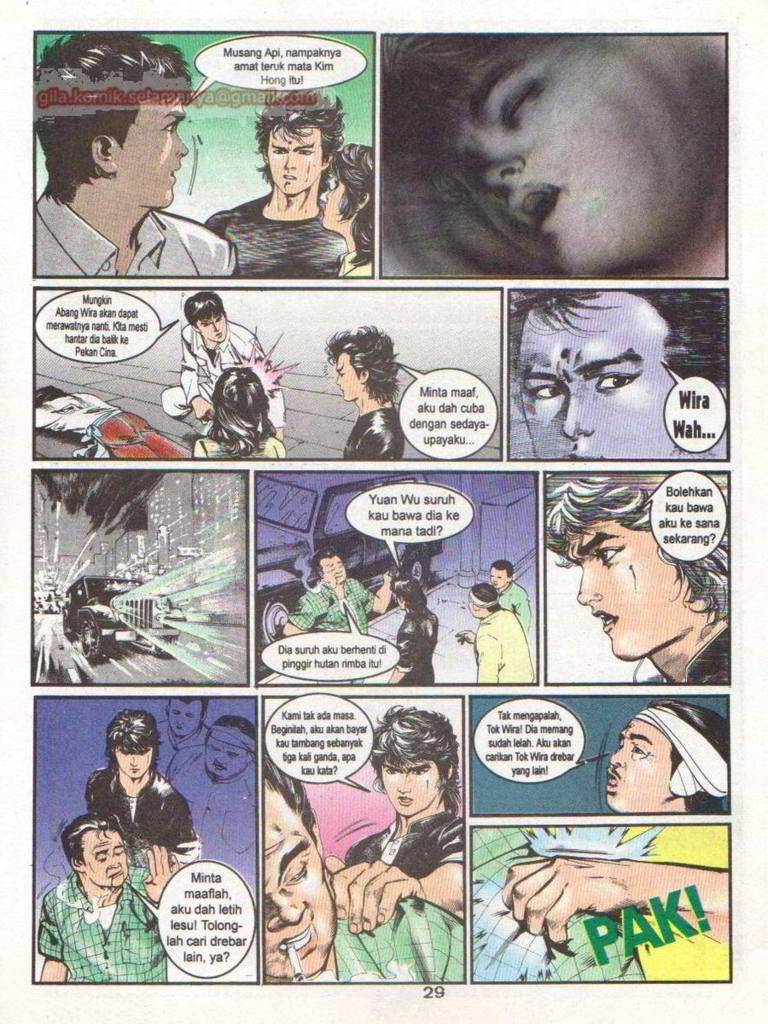 Musang Api, nampaknya
amat teruk mata Kim
Hong itu!
gila.komik.selamanya@gmail.com
Mungkin
Abang Wira akan dapat
merawatnya nanti. Kita mesti
hantar dia balik ke
Pekan Cina.
Minta maaf,
aku dah cuba
dengan sedaya-
upayaku...
Wira
Wah...
Yuan Wu suruh
kau bawa dia ke
mana tadi?
Dia suruh aku berhenti di
pinggir hutan rimba itu!
Bolehkan
kau bawa
aku ke sana
sekarang?
Minta
maaflah,
aku dah letih
lesu! Tolong-
lah cari drebar
lain, ya?
Kami tak ada masa.
Beginilah, aku akan bayar
kau tambang sebanyak
tiga kali ganda, apa
kau kata?
Tak mengapalah,
Tok Wira! Dia memang
sudah lelah. Aku akan
carikan Tok Wira drebar
yang lain!
PAK!
29